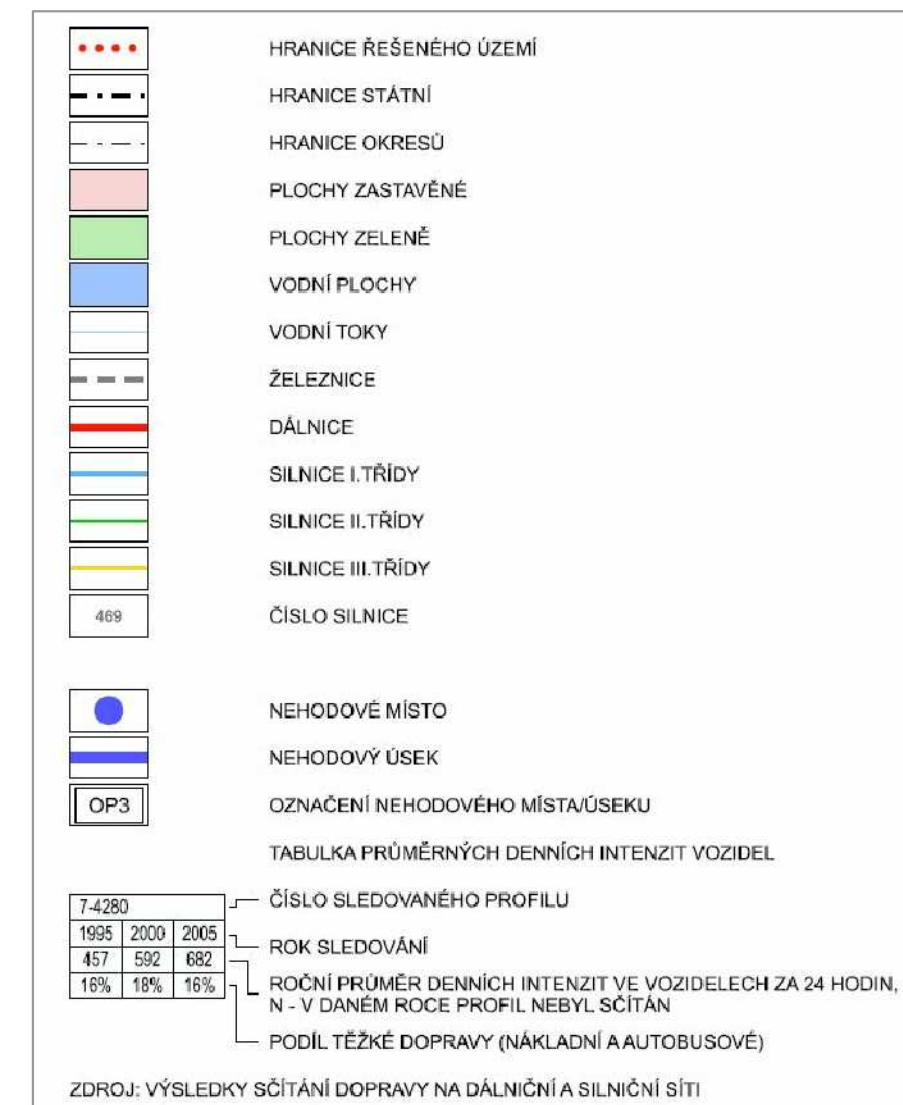 HRANICE ŘEŠENÉHO ÚZEMÍ
HRANICE STÁTNÍ
HRANICE OKRESŮ
PLOCHY ZASTAVĚNÉ
PLOCHY ZELENĚ
VODNÍ PLOCHY
VODNÍ TOKY
ŽELEZNICE
DÁLNICE
SILNICE I.TŘÍDY
SILNICE II.TŘÍDY
SILNICE III.TŘÍDY
469 ČÍSLO SILNICE
NEHODOVÉ MÍSTO
NEHODOVÝ ÚSEK
OP3 OZNAČENÍ NEHODOVÉHO MÍSTA/ÚSEKU
TABULKA PRŮMĚRNÝCH DENNÍCH INTENZIT VOZIDEL
7-4280 ČÍSLO SLEDOVANÉHO PROFILU
1995 2000 2005 ROK SLEDOVÁNÍ
457 592 682
16% 18% 16% ROČNÍ PRŮMĚR DENNÍCH INTENZIT VE VOZIDELECH ZA 24 HODIN,
N - V DANÉM ROCE PROFIL NEBYL SČÍTÁN
PODÍL TĚŽKÉ DOPRAVY (NÁKLADNÍ A AUTOBUSOVÉ)
ZDROJ: VÝSLEDKY SČÍTÁNÍ DOPRAVY NA DÁLNIČNÍ A SILNIČNÍ SÍTI